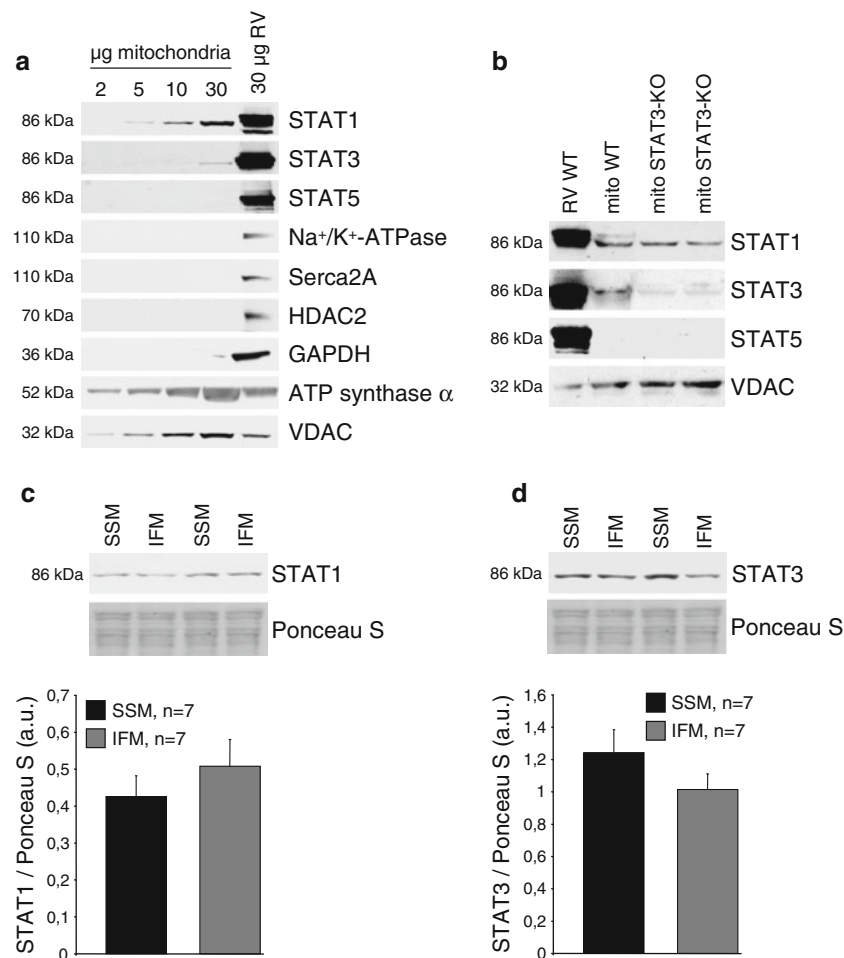 a
µg mitochondria
30 µg RV
2 5 10 30
86 kDa STAT1
86 kDa STAT3
86 kDa STAT5
110 kDa Na+/K+-ATPase
110 kDa Serca2A
70 kDa HDAC2
36 kDa GAPDH
52 kDa ATP synthase α
32 kDa VDAC
b
RV WT
mito WT
mito STAT3-KO
mito STAT3-KO
86 kDa STAT1
86 kDa STAT3
86 kDa STAT5
32 kDa VDAC
c
SSM IFM SSM IFM
86 kDa STAT1
Ponceau S
STAT1 / Ponceau S (a.u.)
0,7
0,6
0,5
0,4
0,3
0,2
0,1
0
SSM, n=7
IFM, n=7
d
SSM IFM SSM IFM
86 kDa STAT3
Ponceau S
STAT3 / Ponceau S (a.u.)
1,6
1,4
1,2
1
0,8
0,6
0,4
0,2
0
SSM, n=7
IFM, n=7